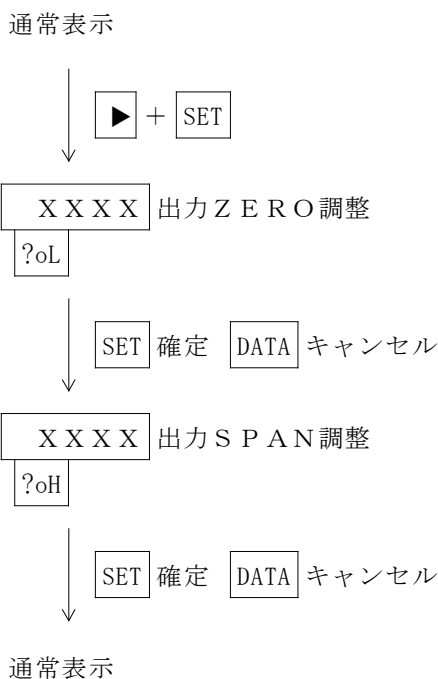 通常表示
▶ + SET
XXXX 出力ZERO調整
?oL
SET 確定 DATA キャンセル
XXXX 出力SPAN調整
?oH
SET 確定 DATA キャンセル
通常表示